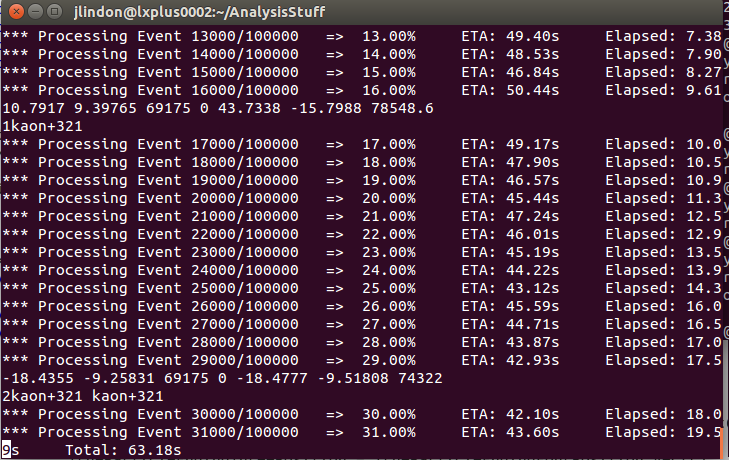 jlindon@lxplus0002:~/AnalysisStuff
*** Processing Event 13000/100000   =>  13.00%     ETA: 49.40s     Elapsed: 7.38
*** Processing Event 14000/100000   =>  14.00%     ETA: 48.53s     Elapsed: 7.90
*** Processing Event 15000/100000   =>  15.00%     ETA: 46.84s     Elapsed: 8.27
*** Processing Event 16000/100000   =>  16.00%     ETA: 50.44s     Elapsed: 9.61
10.7917 9.39765 69175 0 43.7338 -15.7988 78548.6
1kaon+321
*** Processing Event 17000/100000   =>  17.00%     ETA: 49.17s     Elapsed: 10.0
*** Processing Event 18000/100000   =>  18.00%     ETA: 47.90s     Elapsed: 10.5
*** Processing Event 19000/100000   =>  19.00%     ETA: 46.57s     Elapsed: 10.9
*** Processing Event 20000/100000   =>  20.00%     ETA: 45.44s     Elapsed: 11.3
*** Processing Event 21000/100000   =>  21.00%     ETA: 47.24s     Elapsed: 12.5
*** Processing Event 22000/100000   =>  22.00%     ETA: 46.01s     Elapsed: 12.9
*** Processing Event 23000/100000   =>  23.00%     ETA: 45.19s     Elapsed: 13.5
*** Processing Event 24000/100000   =>  24.00%     ETA: 44.22s     Elapsed: 13.9
*** Processing Event 25000/100000   =>  25.00%     ETA: 43.12s     Elapsed: 14.3
*** Processing Event 26000/100000   =>  26.00%     ETA: 45.59s     Elapsed: 16.0
*** Processing Event 27000/100000   =>  27.00%     ETA: 44.71s     Elapsed: 16.5
*** Processing Event 28000/100000   =>  28.00%     ETA: 43.87s     Elapsed: 17.0
*** Processing Event 29000/100000   =>  29.00%     ETA: 42.93s     Elapsed: 17.5
-18.4355 -9.25831 69175 0 -18.4777 -9.51808 74322
2kaon+321 kaon+321
*** Processing Event 30000/100000   =>  30.00%     ETA: 42.10s     Elapsed: 18.0
*** Processing Event 31000/100000   =>  31.00%     ETA: 43.60s     Elapsed: 19.5
9s     Total: 63.18s